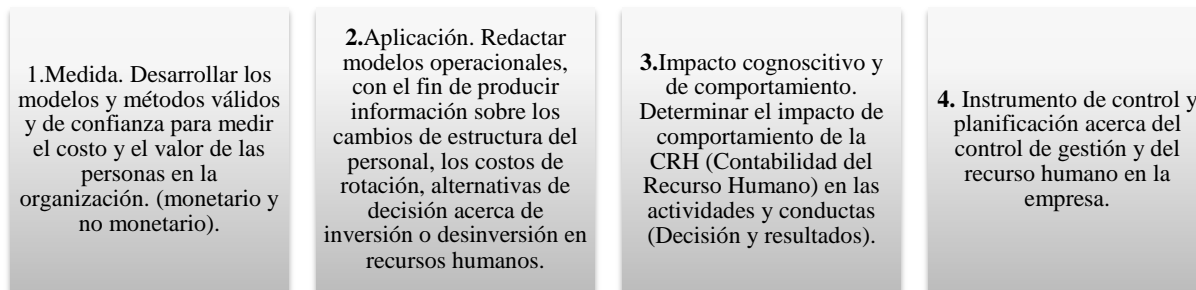 1.Medida. Desarrollar los
modelos y métodos válidos
y de confianza para medir
el costo y el valor de las
personas en la
organización. (monetario y
no monetario).
2.Aplicación. Redactar
modelos operacionales,
con el fin de producir
información sobre los
cambios de estructura del
personal, los costos de
rotación, alternativas de
decisión acerca de
inversión o desinversión en
recursos humanos.
3.Impacto cognoscitivo y
de comportamiento.
Determinar el impacto de
comportamiento de la
CRH (Contabilidad del
Recurso Humano) en las
actividades y conductas
(Decisión y resultados).
4. Instrumento de control y
planificación acerca del
control de gestión y del
recurso humano en la
empresa.